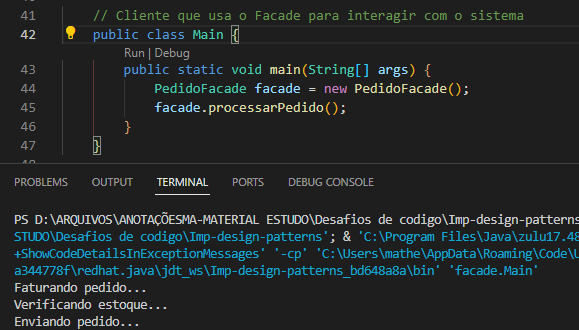 41 // Cliente que usa o Facade para interagir com o sistema
42 public class Main {
Run | Debug
43 public static void main(String[] args) {
44 PedidoFacade facade = new PedidoFacade();
45 facade.processarPedido();
46 }
47 }
48
PROBLEMS OUTPUT TERMINAL PORTS DEBUG CONSOLE
PS D:\ARQUIVOS\ANOTAÇÕESMA-MATERIAL ESTUDO\Desafios de codigo\Imp-design-patterns
STUDO\Desafios de codigo\Imp-design-patterns'; & 'C:\Program Files\Java\zulu17.48
+ShowCodeDetailsInExceptionMessages' '-cp' 'C:\Users\mathe\AppData\Roaming\Code\U
a344778f\redhat.java\jdt_ws\Imp-design-patterns_bd648a8a\bin' 'facade.Main'
Faturando pedido...
Verificando estoque...
Enviando pedido...